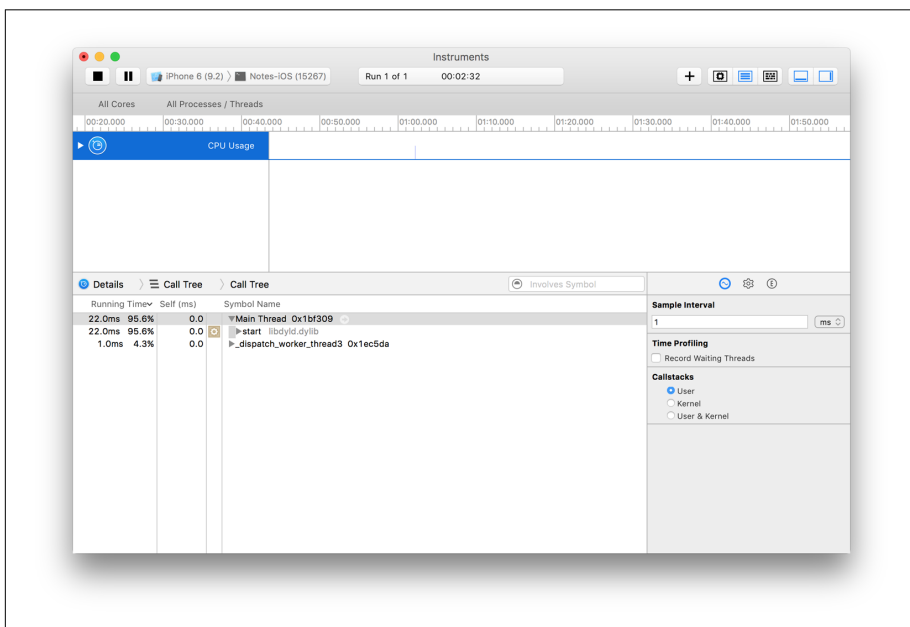 Instruments
iPhone 6 (9.2) 〉 Notes-iOS (15267)
Run 1 of 1 00:02:32
All Cores All Processes / Threads
00:20.000 00:30.000 00:40.000 00:50.000 01:00.000 01:10.000 01:20.000 01:30.000 01:40.000 01:50.000
CPU Usage
Details 〉 Call Tree 〉 Call Tree
Involves Symbol
Running Time Self (ms) Symbol Name
22.0ms 95.6% 0.0 Main Thread 0x1bf309
22.0ms 95.6% 0.0 start libdyld.dylib
1.0ms 4.3% 0.0 _dispatch_worker_thread3 0x1ec5da
Sample Interval
1 ms
Time Profiling
Record Waiting Threads
Callstacks
User
Kernel
User & Kernel